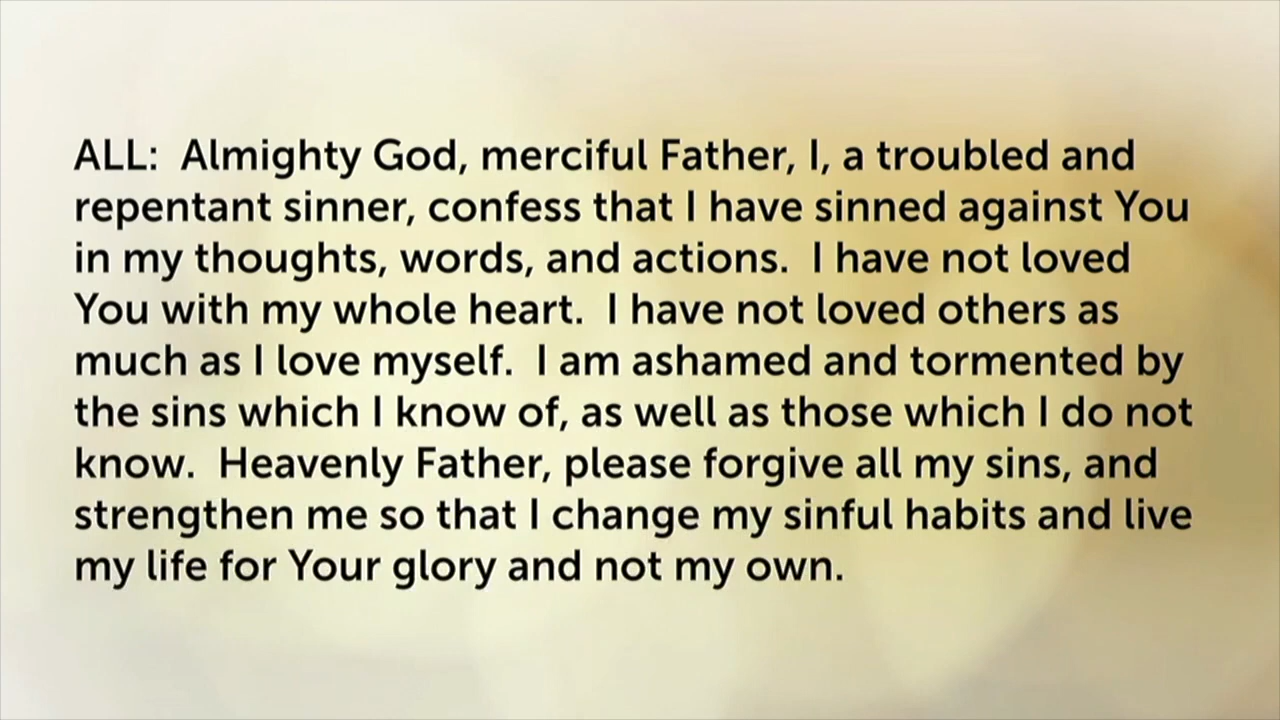 ALL:  Almighty God, merciful Father, I, a troubled and
repentant sinner, confess that I have sinned against You
in my thoughts, words, and actions.  I have not loved
You with my whole heart.  I have not loved others as
much as I love myself.  I am ashamed and tormented by
the sins which I know of, as well as those which I do not
know.  Heavenly Father, please forgive all my sins, and
strengthen me so that I change my sinful habits and live
my life for Your glory and not my own.